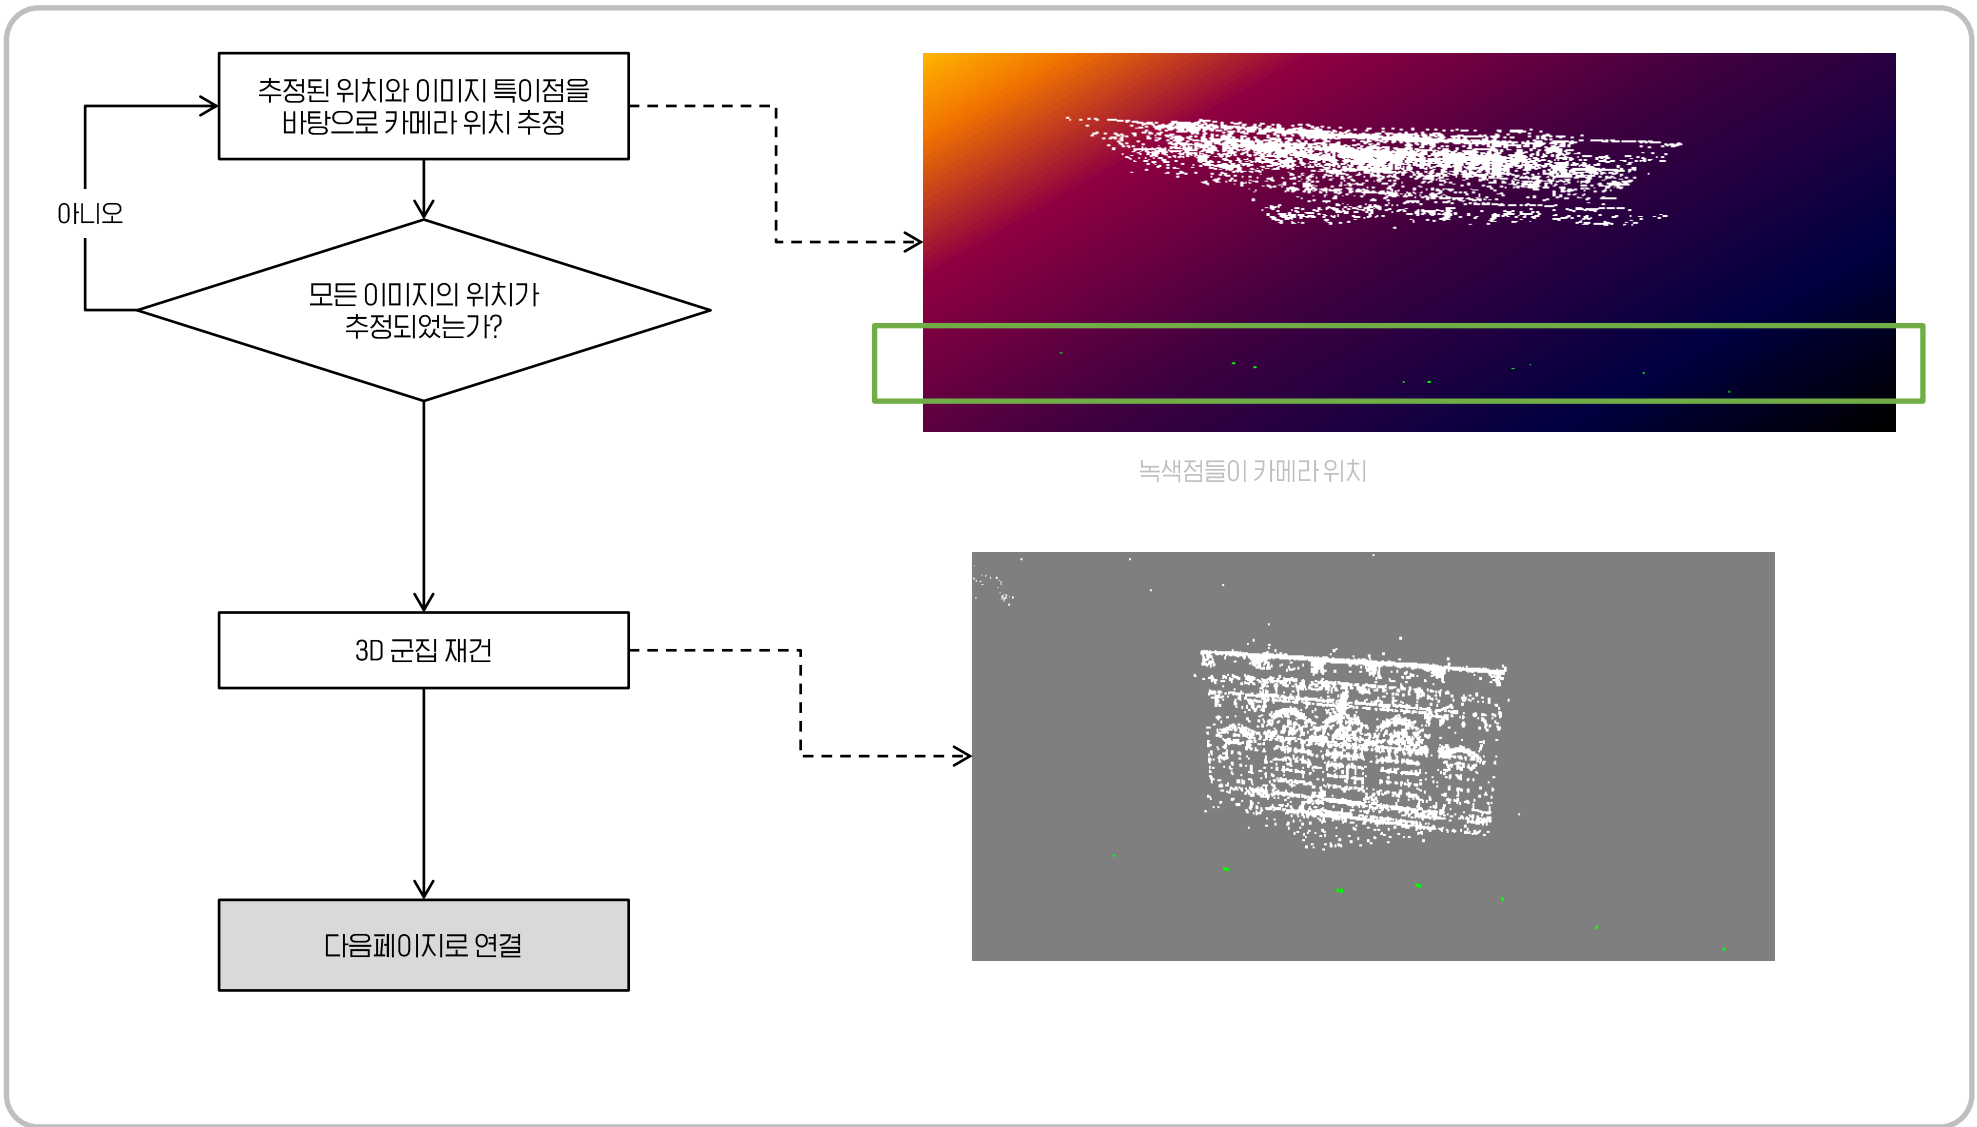 추정된 위치와 이미지 특이점을
바탕으로 카메라 위치 추정
아니오
모든 이미지의 위치가
추정되었는가?
녹색점들이 카메라 위치
3D 군집 재건
다음페이지로 연결